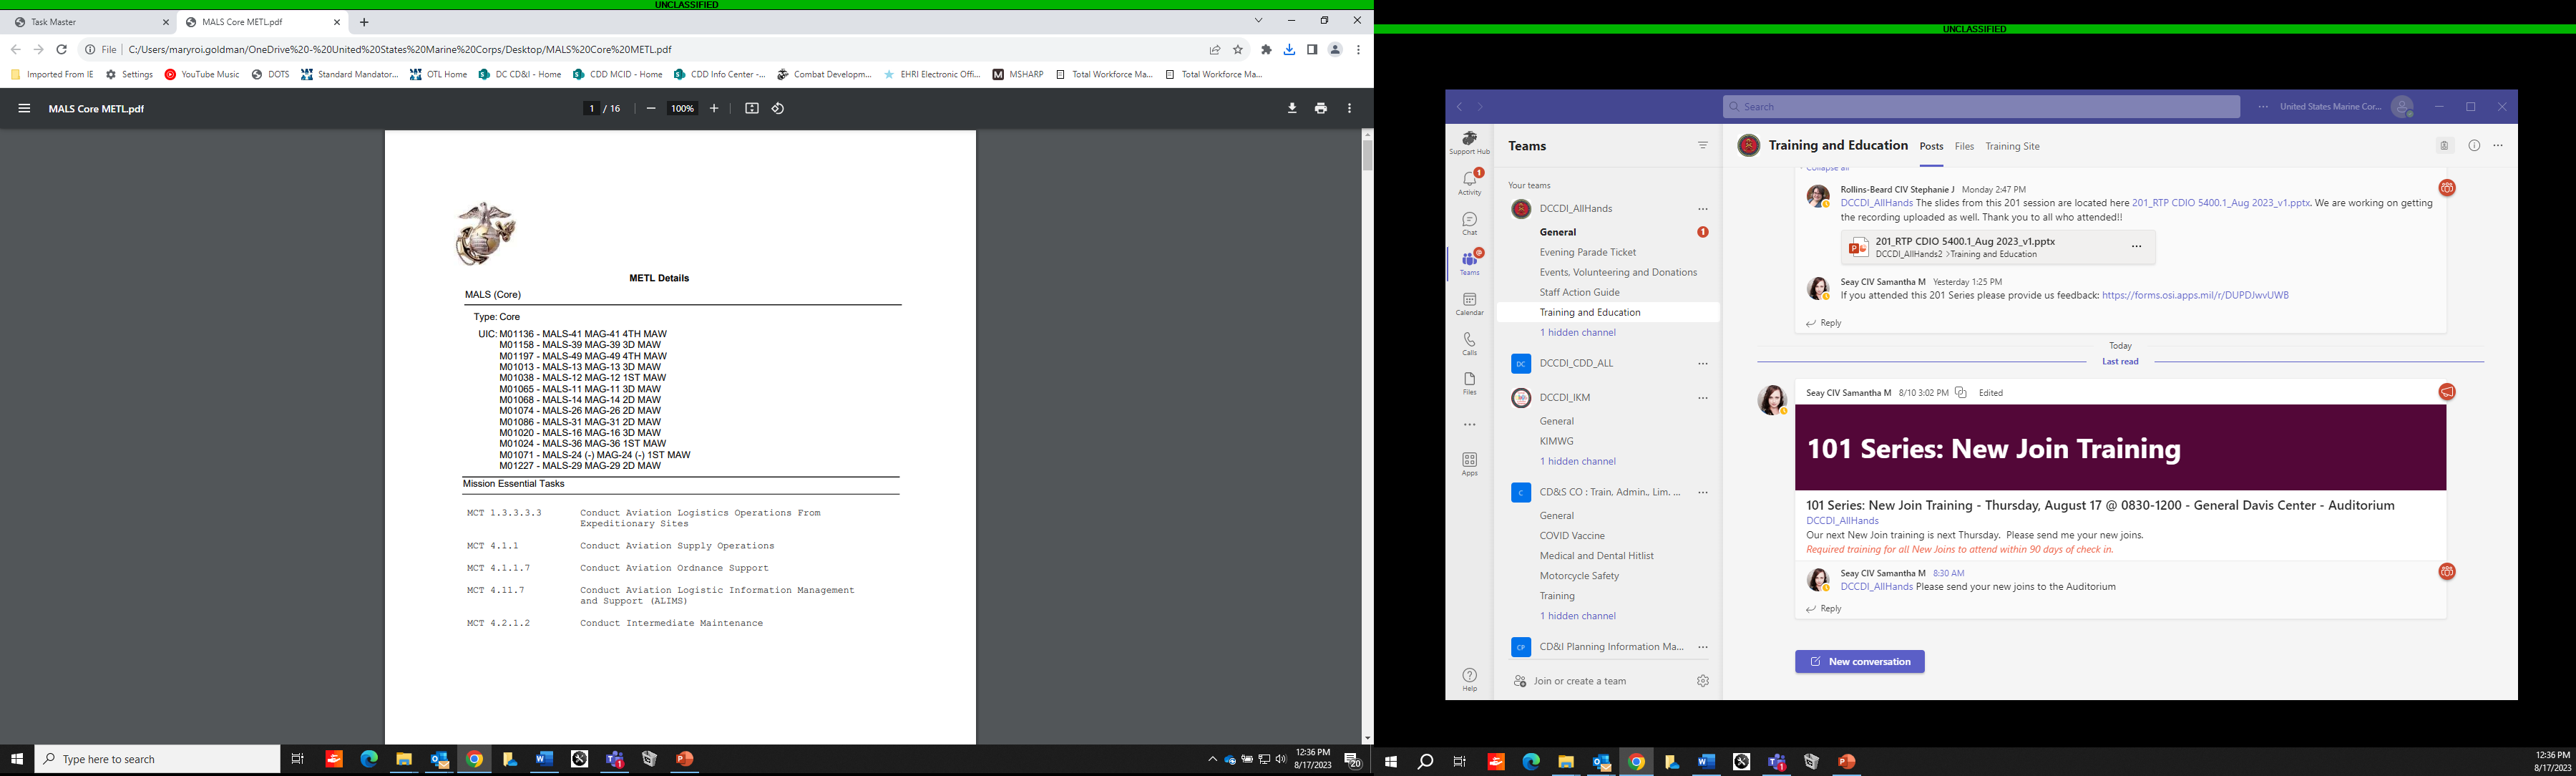 UNCLASSIFIED
Task Master
MALS Core METL.pdf
File
C:/Users/maryroi.goldman/OneDrive%20-%20United%20States%20Marine%20Corps/Desktop/MALS%20Core%20METL.pdf
Imported From IE Settings YouTube Music DOTS Standard Mandator... OTL Home DC CD&I - Home CDD MCID - Home CDD Info Center -... Combat Developm... EHRI Electronic Offi... MSHARP Total Workforce Ma... Total Workforce Ma...
MALS Core METL.pdf 1 / 16 100%
METL Details
MALS (Core)
Type: Core
UIC: M01136 - MALS-41 MAG-41 4TH MAW
M01158 - MALS-39 MAG-39 3D MAW
M01197 - MALS-49 MAG-49 4TH MAW
M01013 - MALS-13 MAG-13 3D MAW
M01038 - MALS-12 MAG-12 1ST MAW
M01065 - MALS-11 MAG-11 3D MAW
M01068 - MALS-14 MAG-14 2D MAW
M01074 - MALS-26 MAG-26 2D MAW
M01086 - MALS-31 MAG-31 2D MAW
M01020 - MALS-16 MAG-16 3D MAW
M01024 - MALS-36 MAG-36 1ST MAW
M01071 - MALS-24 (-) MAG-24 (-) 1ST MAW
M01227 - MALS-29 MAG-29 2D MAW
Mission Essential Tasks
MCT 1.3.3.3.3 Conduct Aviation Logistics Operations From
Expeditionary Sites
MCT 4.1.1 Conduct Aviation Supply Operations
MCT 4.1.1.7 Conduct Aviation Ordnance Support
MCT 4.11.7 Conduct Aviation Logistic Information Management
and Support (ALIMS)
MCT 4.2.1.2 Conduct Intermediate Maintenance
Type here to search
12:36 PM
8/17/2023
20
UNCLASSIFIED
Search
United States Marine Cor...
Support Hub
Activity
1
Chat
Teams
Calendar
Calls
Files
Apps
Help
Teams
Your teams
DCCDI_AllHands
General 1
Evening Parade Ticket
Events, Volunteering and Donations
Staff Action Guide
Training and Education
1 hidden channel
DC DCCDI_CDD_ALL
DCCDI_IKM
General
KIMWG
1 hidden channel
C CD&S CO : Train, Admin., Lim. ...
General
COVID Vaccine
Medical and Dental Hitlist
Motorcycle Safety
Training
1 hidden channel
CP CD&I Planning Information Ma...
Join or create a team
Training and Education Posts Files Training Site
Collapse all
Rollins-Beard CIV Stephanie J Monday 2:47 PM
DCCDI_AllHands The slides from this 201 session are located here 201_RTP CDIO 5400.1_Aug 2023_v1.pptx. We are working on getting
the recording uploaded as well. Thank you to all who attended!!
201_RTP CDIO 5400.1_Aug 2023_v1.pptx
DCCDI_AllHands2 >Training and Education
Seay CIV Samantha M Yesterday 1:25 PM
If you attended this 201 Series please provide us feedback: https://forms.osi.apps.mil/r/DUPDJwvUWB
Reply
Today
Last read
Seay CIV Samantha M 8/10 3:02 PM Edited
101 Series: New Join Training
101 Series: New Join Training - Thursday, August 17 @ 0830-1200 - General Davis Center - Auditorium
DCCDI_AllHands
Our next New Join training is next Thursday. Please send me your new joins.
Required training for all New Joins to attend within 90 days of check in.
Seay CIV Samantha M 8:30 AM
DCCDI_AllHands Please send your new joins to the Auditorium
Reply
New conversation
12:36 PM
8/17/2023